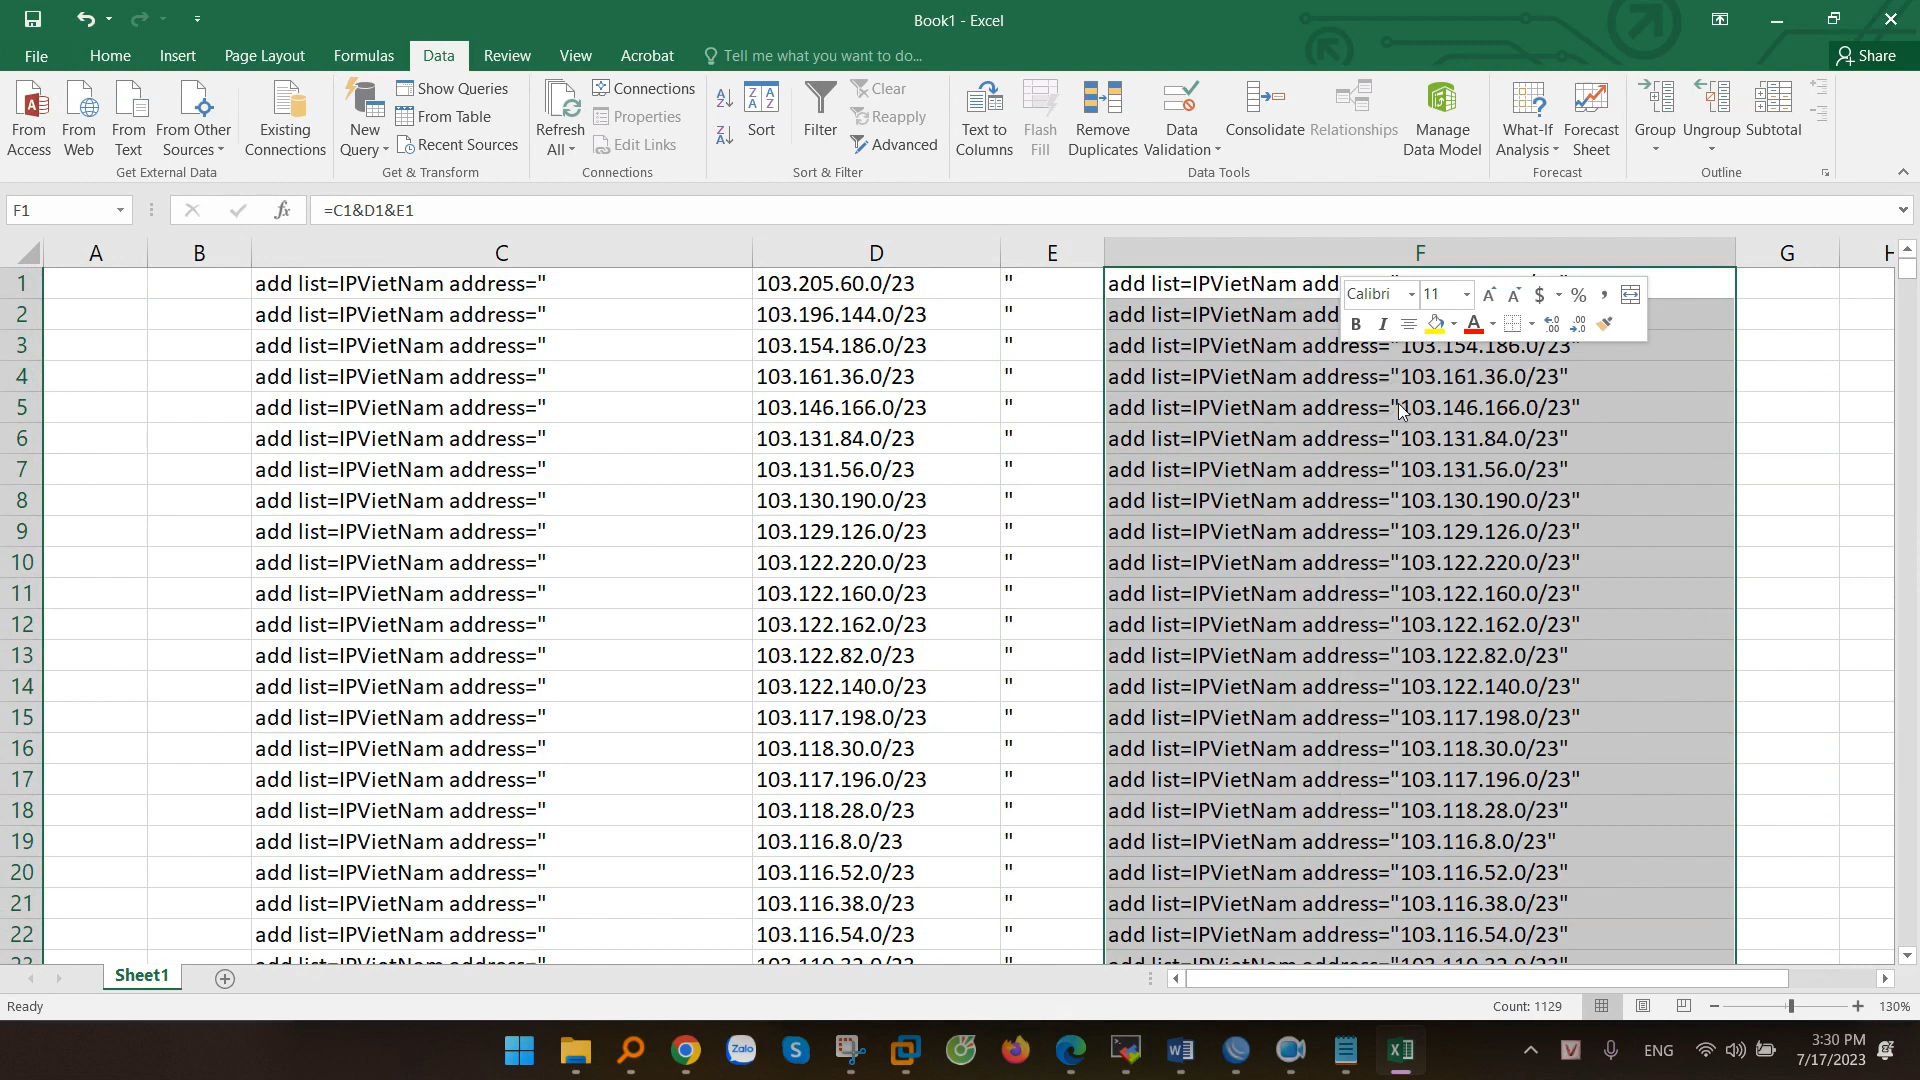 Book1 - Excel
File Home Insert Page Layout Formulas Data Review View Acrobat Tell me what you want to do... Share
From Access
From Web
From Text
From Other Sources
Existing Connections
Get External Data
New Query
Show Queries
From Table
Recent Sources
Get & Transform
Refresh All
Connections
Properties
Edit Links
Connections
Sort
Filter
Clear
Reapply
Advanced
Sort & Filter
Text to Columns
Flash Fill
Remove Duplicates
Data Validation
Consolidate
Relationships
Manage Data Model
Data Tools
What-If Analysis
Forecast Sheet
Forecast
Group
Ungroup
Subtotal
Outline
F1 fx =C1&D1&E1
A B C D E F G H
1 add list=IPVietNam address=" 103.205.60.0/23 " add list=IPVietNam add
Calibri 11 $ % ,
B I A
2 add list=IPVietNam address=" 103.196.144.0/23 " add list=IPVietNam add
3 add list=IPVietNam address=" 103.154.186.0/23 " add list=IPVietNam address="103.154.186.0/23"
4 add list=IPVietNam address=" 103.161.36.0/23 " add list=IPVietNam address="103.161.36.0/23"
5 add list=IPVietNam address=" 103.146.166.0/23 " add list=IPVietNam address="103.146.166.0/23"
6 add list=IPVietNam address=" 103.131.84.0/23 " add list=IPVietNam address="103.131.84.0/23"
7 add list=IPVietNam address=" 103.131.56.0/23 " add list=IPVietNam address="103.131.56.0/23"
8 add list=IPVietNam address=" 103.130.190.0/23 " add list=IPVietNam address="103.130.190.0/23"
9 add list=IPVietNam address=" 103.129.126.0/23 " add list=IPVietNam address="103.129.126.0/23"
10 add list=IPVietNam address=" 103.122.220.0/23 " add list=IPVietNam address="103.122.220.0/23"
11 add list=IPVietNam address=" 103.122.160.0/23 " add list=IPVietNam address="103.122.160.0/23"
12 add list=IPVietNam address=" 103.122.162.0/23 " add list=IPVietNam address="103.122.162.0/23"
13 add list=IPVietNam address=" 103.122.82.0/23 " add list=IPVietNam address="103.122.82.0/23"
14 add list=IPVietNam address=" 103.122.140.0/23 " add list=IPVietNam address="103.122.140.0/23"
15 add list=IPVietNam address=" 103.117.198.0/23 " add list=IPVietNam address="103.117.198.0/23"
16 add list=IPVietNam address=" 103.118.30.0/23 " add list=IPVietNam address="103.118.30.0/23"
17 add list=IPVietNam address=" 103.117.196.0/23 " add list=IPVietNam address="103.117.196.0/23"
18 add list=IPVietNam address=" 103.118.28.0/23 " add list=IPVietNam address="103.118.28.0/23"
19 add list=IPVietNam address=" 103.116.8.0/23 " add list=IPVietNam address="103.116.8.0/23"
20 add list=IPVietNam address=" 103.116.52.0/23 " add list=IPVietNam address="103.116.52.0/23"
21 add list=IPVietNam address=" 103.116.38.0/23 " add list=IPVietNam address="103.116.38.0/23"
22 add list=IPVietNam address=" 103.116.54.0/23 " add list=IPVietNam address="103.116.54.0/23"
Sheet1
Ready Count: 1129 130%
Zalo
ENG
3:30 PM
7/17/2023